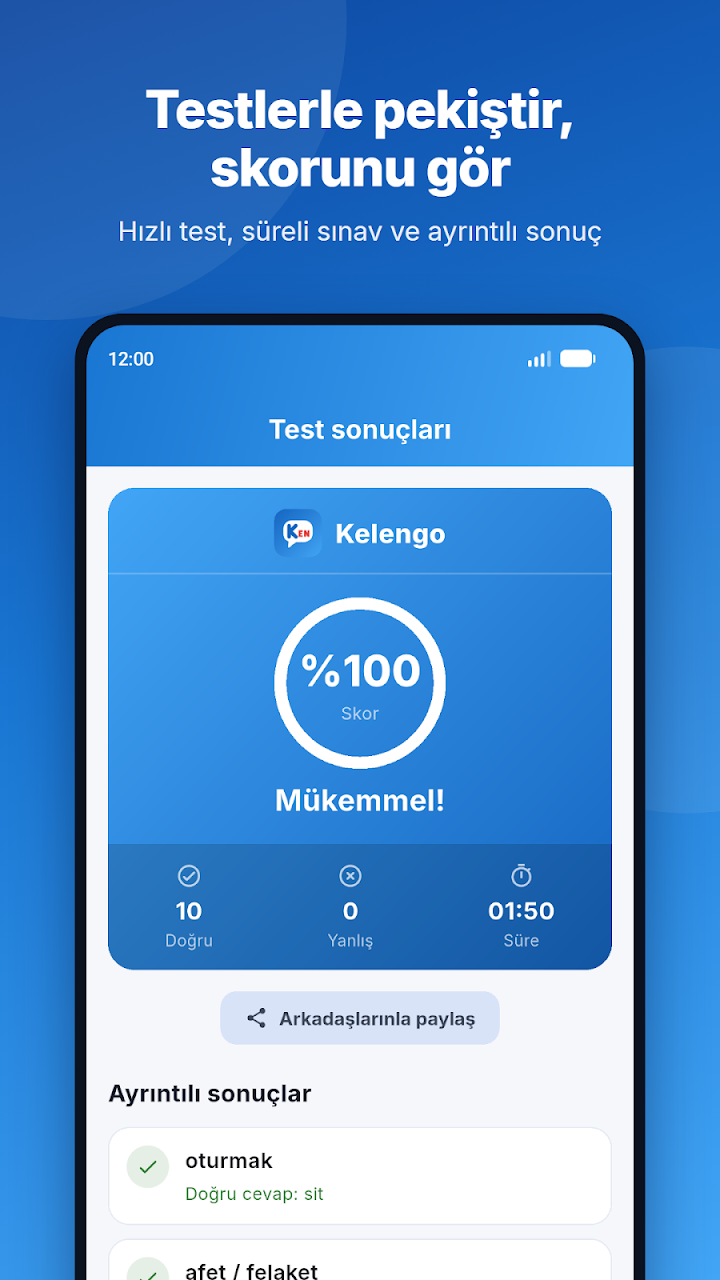 Testlerle pekiştir,
skorunu gör
Hızlı test, süreli sınav ve ayrıntılı sonuç
12:00
Test sonuçları
KEN
Kelengo
%100
Skor
Mükemmel!
10
0
01:50
Doğru
Yanlış
Süre
Arkadaşlarınla paylaş
Ayrıntılı sonuçlar
oturmak
Doğru cevap: sit
afet / felaket